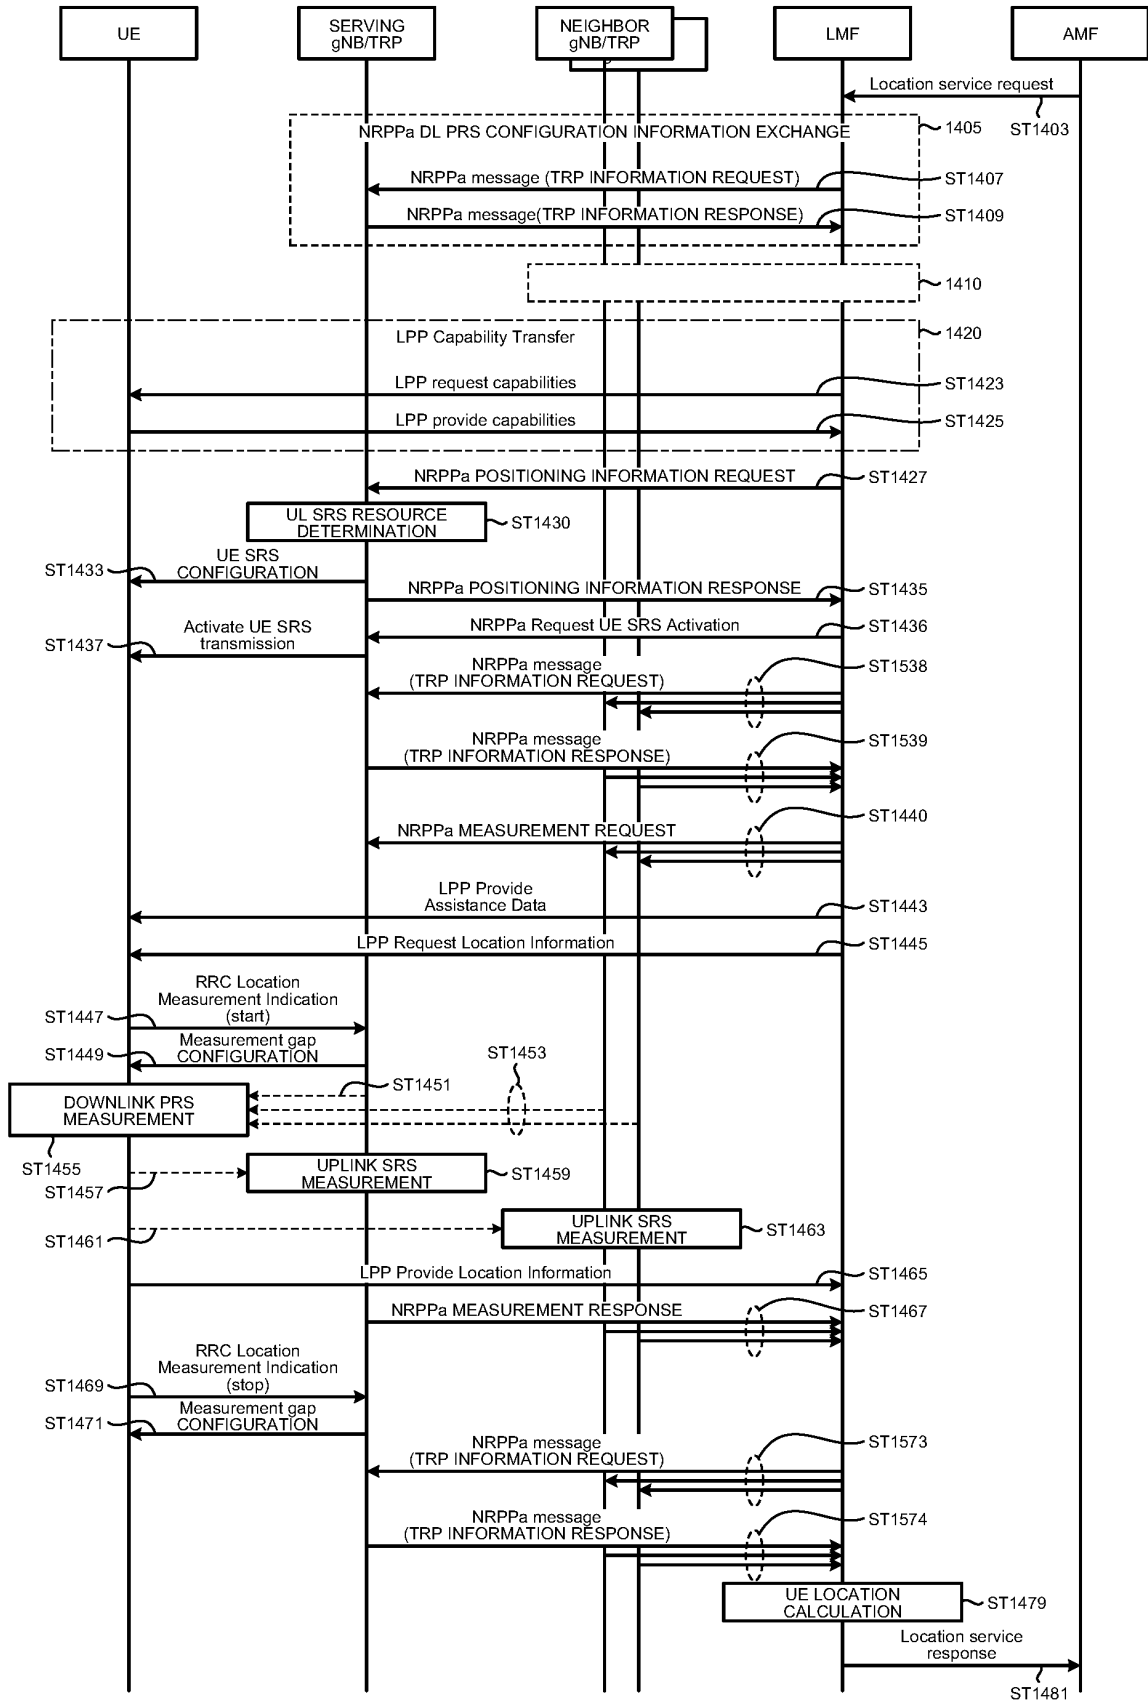 UE
SERVING
gNB/TRP
NEIGHBOR
gNB/TRP
LMF
AMF
Location service request
ST1403
NRPPa DL PRS CONFIGURATION INFORMATION EXCHANGE
1405
NRPPa message (TRP INFORMATION REQUEST)
ST1407
NRPPa message(TRP INFORMATION RESPONSE)
ST1409
1410
LPP Capability Transfer
1420
LPP request capabilities
ST1423
LPP provide capabilities
ST1425
NRPPa POSITIONING INFORMATION REQUEST
ST1427
UL SRS RESOURCE
DETERMINATION
ST1430
UE SRS
CONFIGURATION
ST1433
NRPPa POSITIONING INFORMATION RESPONSE
ST1435
NRPPa Request UE SRS Activation
ST1436
Activate UE SRS
transmission
ST1437
NRPPa message
(TRP INFORMATION REQUEST)
ST1538
NRPPa message
(TRP INFORMATION RESPONSE)
ST1539
NRPPa MEASUREMENT REQUEST
ST1440
LPP Provide
Assistance Data
ST1443
LPP Request Location Information
ST1445
RRC Location
Measurement Indication
(start)
ST1447
Measurement gap
CONFIGURATION
ST1449
ST1453
ST1451
DOWNLINK PRS
MEASUREMENT
ST1455
ST1457
UPLINK SRS
MEASUREMENT
ST1459
ST1461
UPLINK SRS
MEASUREMENT
ST1463
LPP Provide Location Information
ST1465
NRPPa MEASUREMENT RESPONSE
ST1467
RRC Location
Measurement Indication
(stop)
ST1469
Measurement gap
CONFIGURATION
ST1471
NRPPa message
(TRP INFORMATION REQUEST)
ST1573
NRPPa message
(TRP INFORMATION RESPONSE)
ST1574
UE LOCATION
CALCULATION
ST1479
Location service
response
ST1481